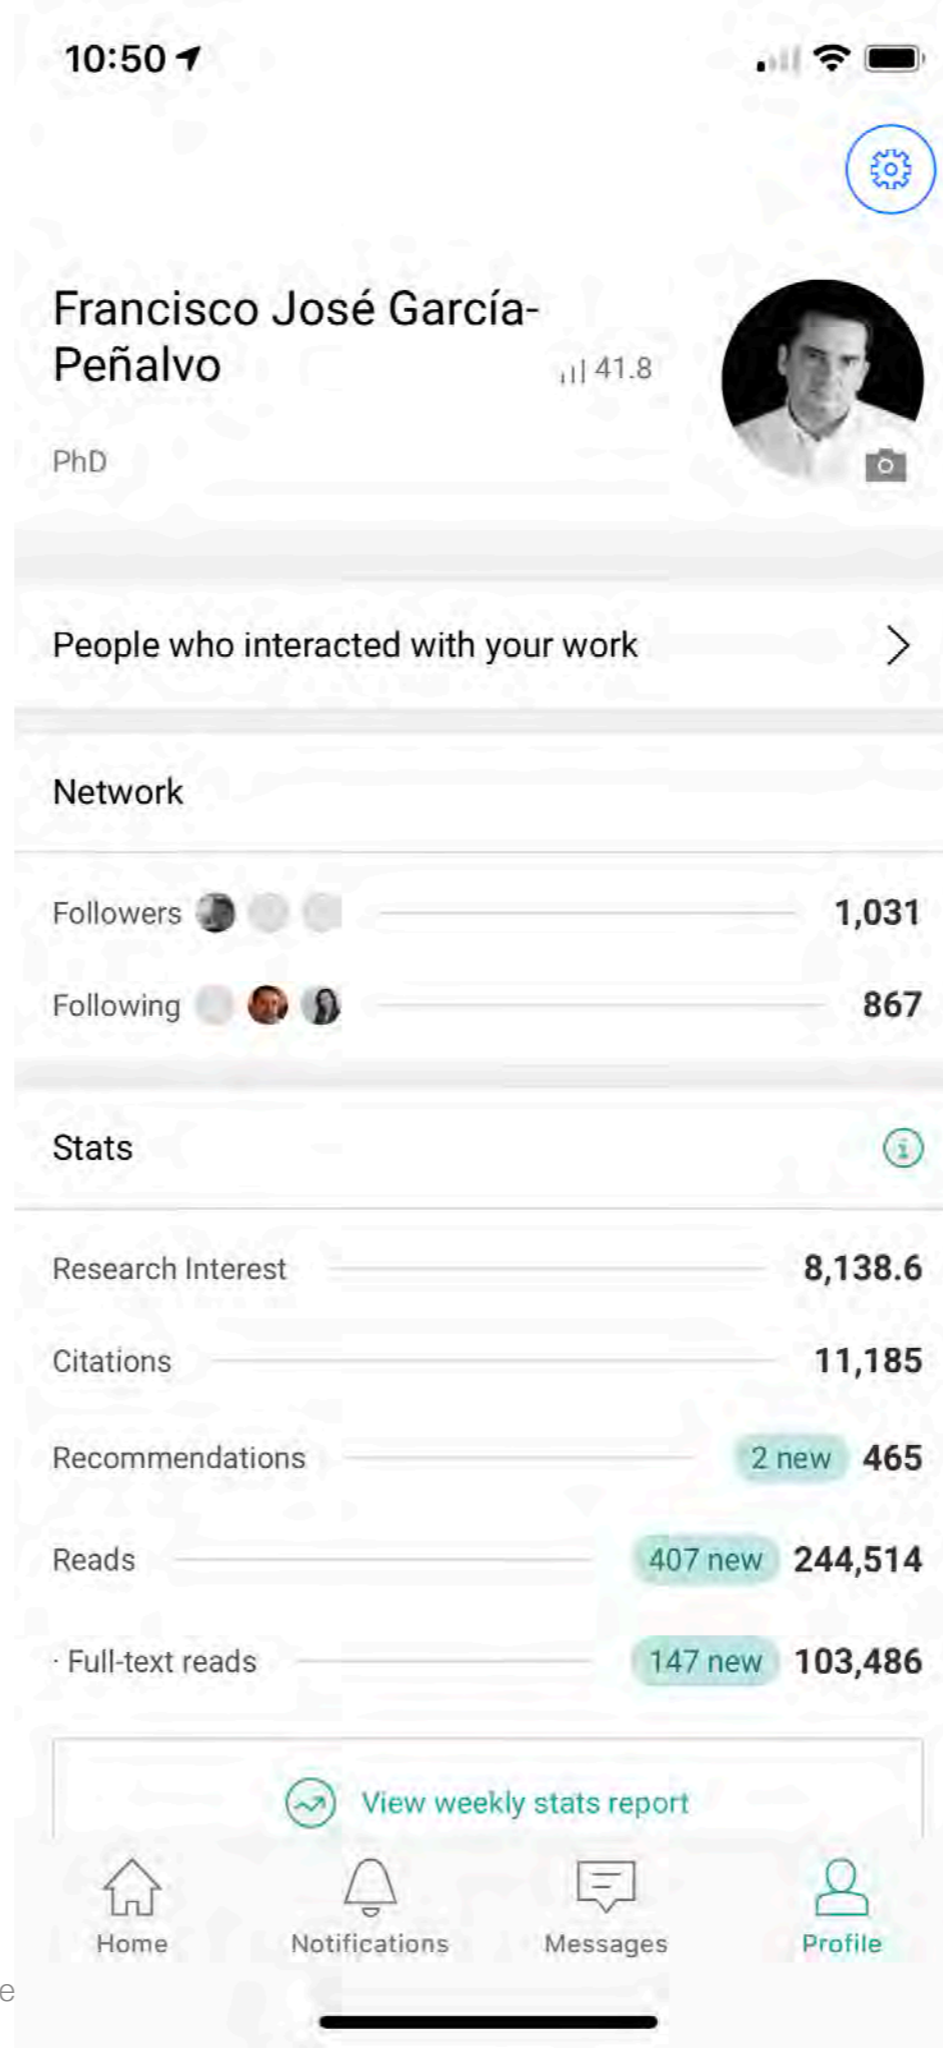 10:50
Francisco José García-
Peñalvo
41.8
PhD
People who interacted with your work
Network
Followers 1,031
Following 867
Stats
Research Interest 8,138.6
Citations 11,185
Recommendations 2 new 465
Reads 407 new 244,514
· Full-text reads 147 new 103,486
View weekly stats report
Home Notifications Messages Profile
e